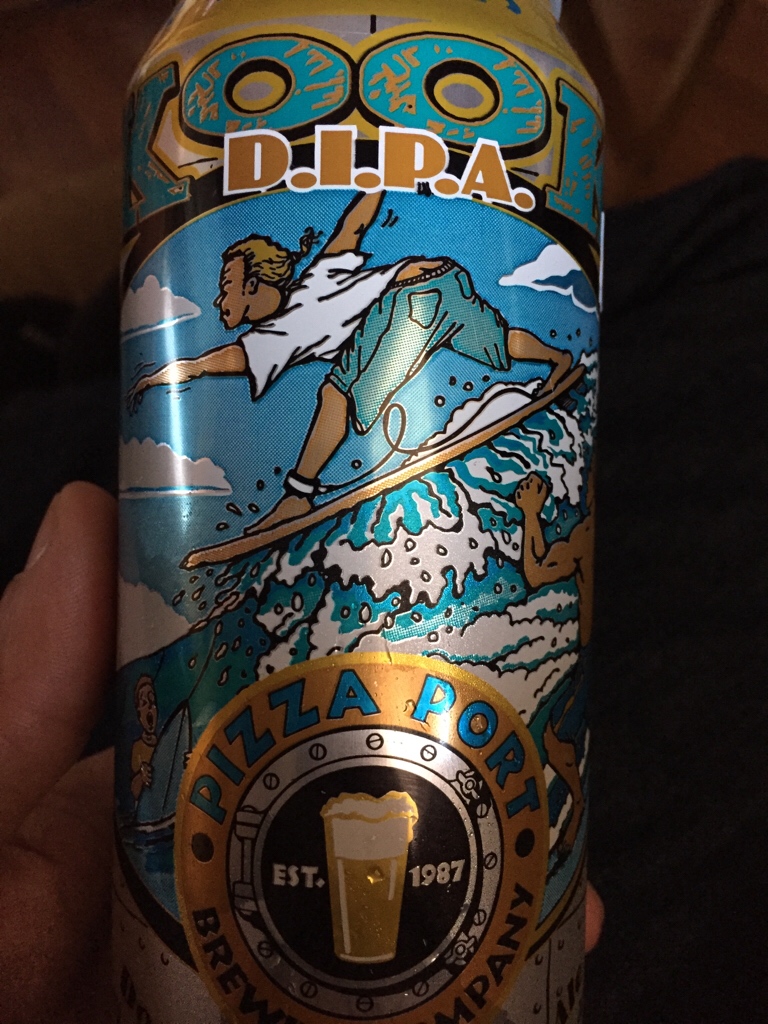 KOOK
D.I.P.A.
PIZZA PORT
EST. 1987
BREWING COMPANY